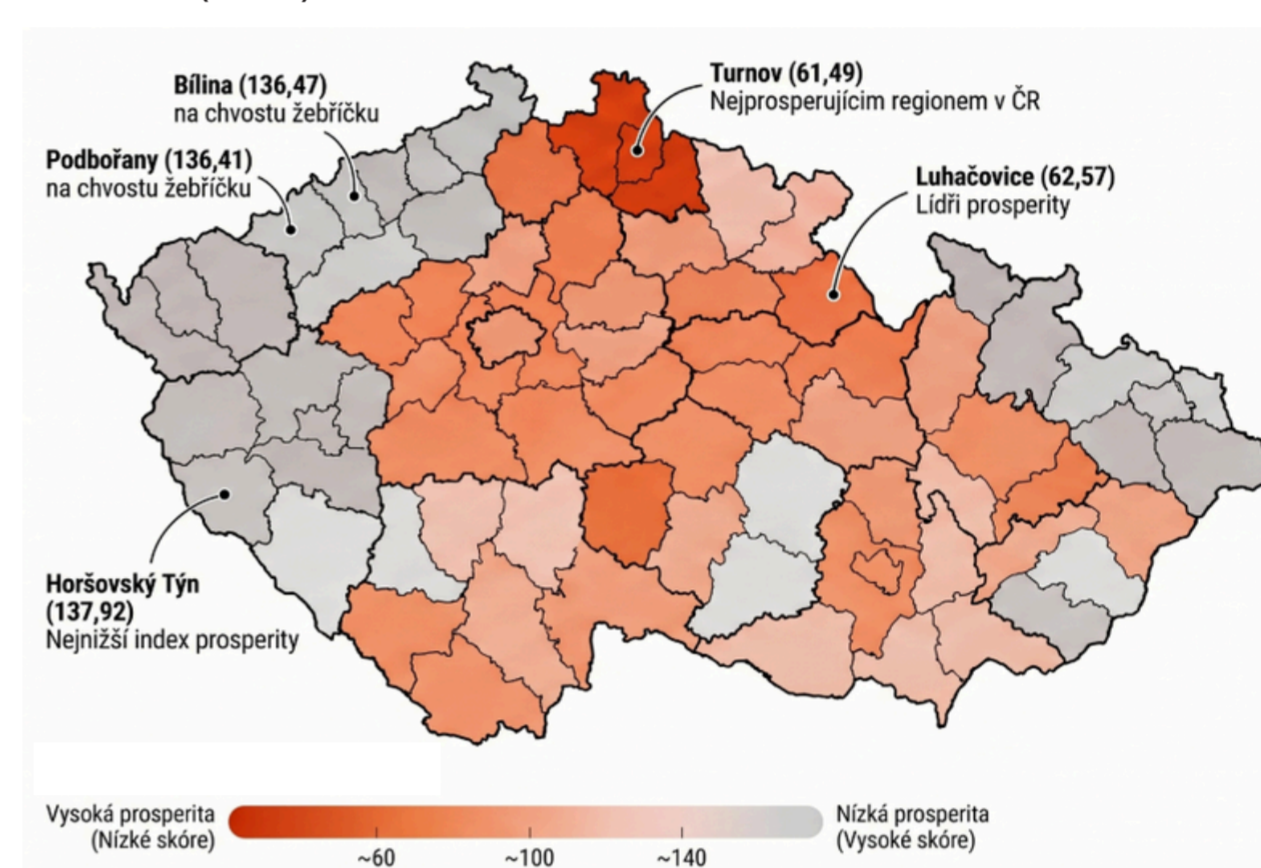 Bílina (136,47)
na chvostu žebříčku
Podbořany (136,41)
na chvostu žebříčku
Turnov (61,49)
Nejprosperujícim regionem v ČR
Luhačovice (62,57)
Lídři prosperity
Horšovský Týn
(137,92)
Nejnižší index prosperity
Vysoká prosperita
(Nízké skóre)
Nízká prosperita
(Vysoké skóre)
~60
~100
~140